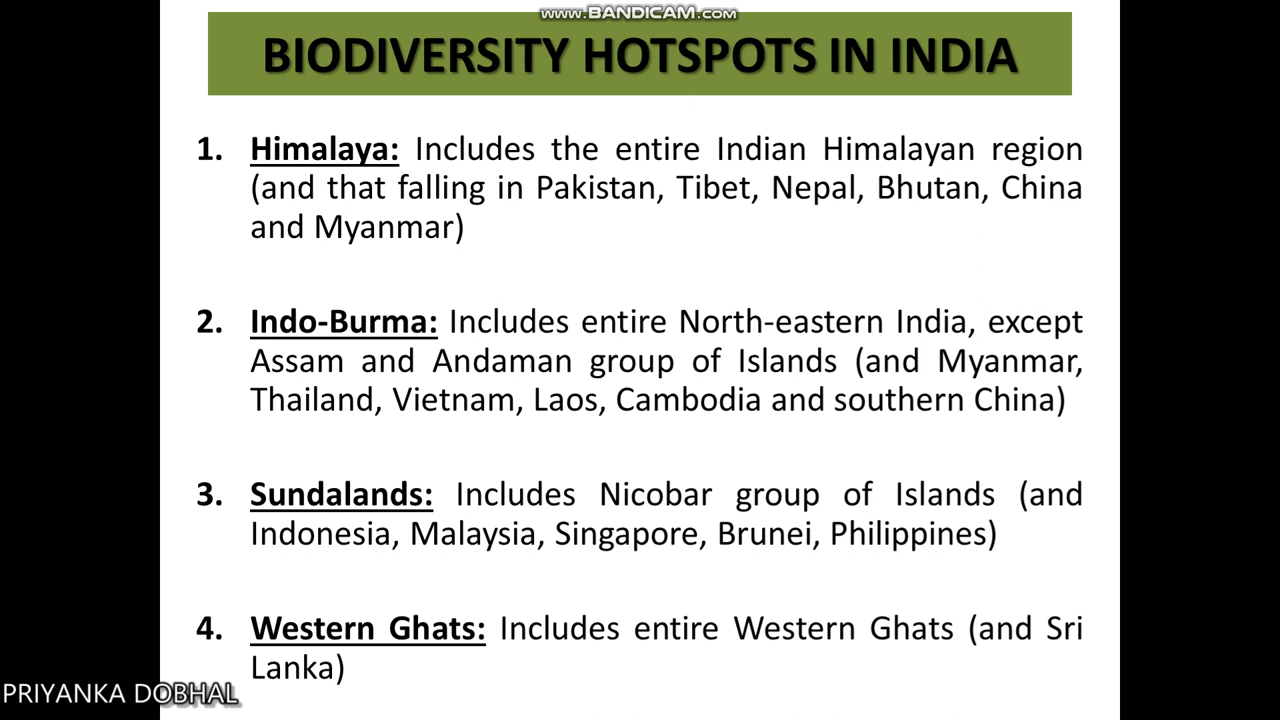 www.BANDICAM.com
BIODIVERSITY HOTSPOTS IN INDIA
1. Himalaya: Includes the entire Indian Himalayan region
(and that falling in Pakistan, Tibet, Nepal, Bhutan, China
and Myanmar)
2. Indo-Burma: Includes entire North-eastern India, except
Assam and Andaman group of Islands (and Myanmar,
Thailand, Vietnam, Laos, Cambodia and southern China)
3. Sundalands: Includes Nicobar group of Islands (and
Indonesia, Malaysia, Singapore, Brunei, Philippines)
4. Western Ghats: Includes entire Western Ghats (and Sri
Lanka)
PRIYANKA DOBHAL